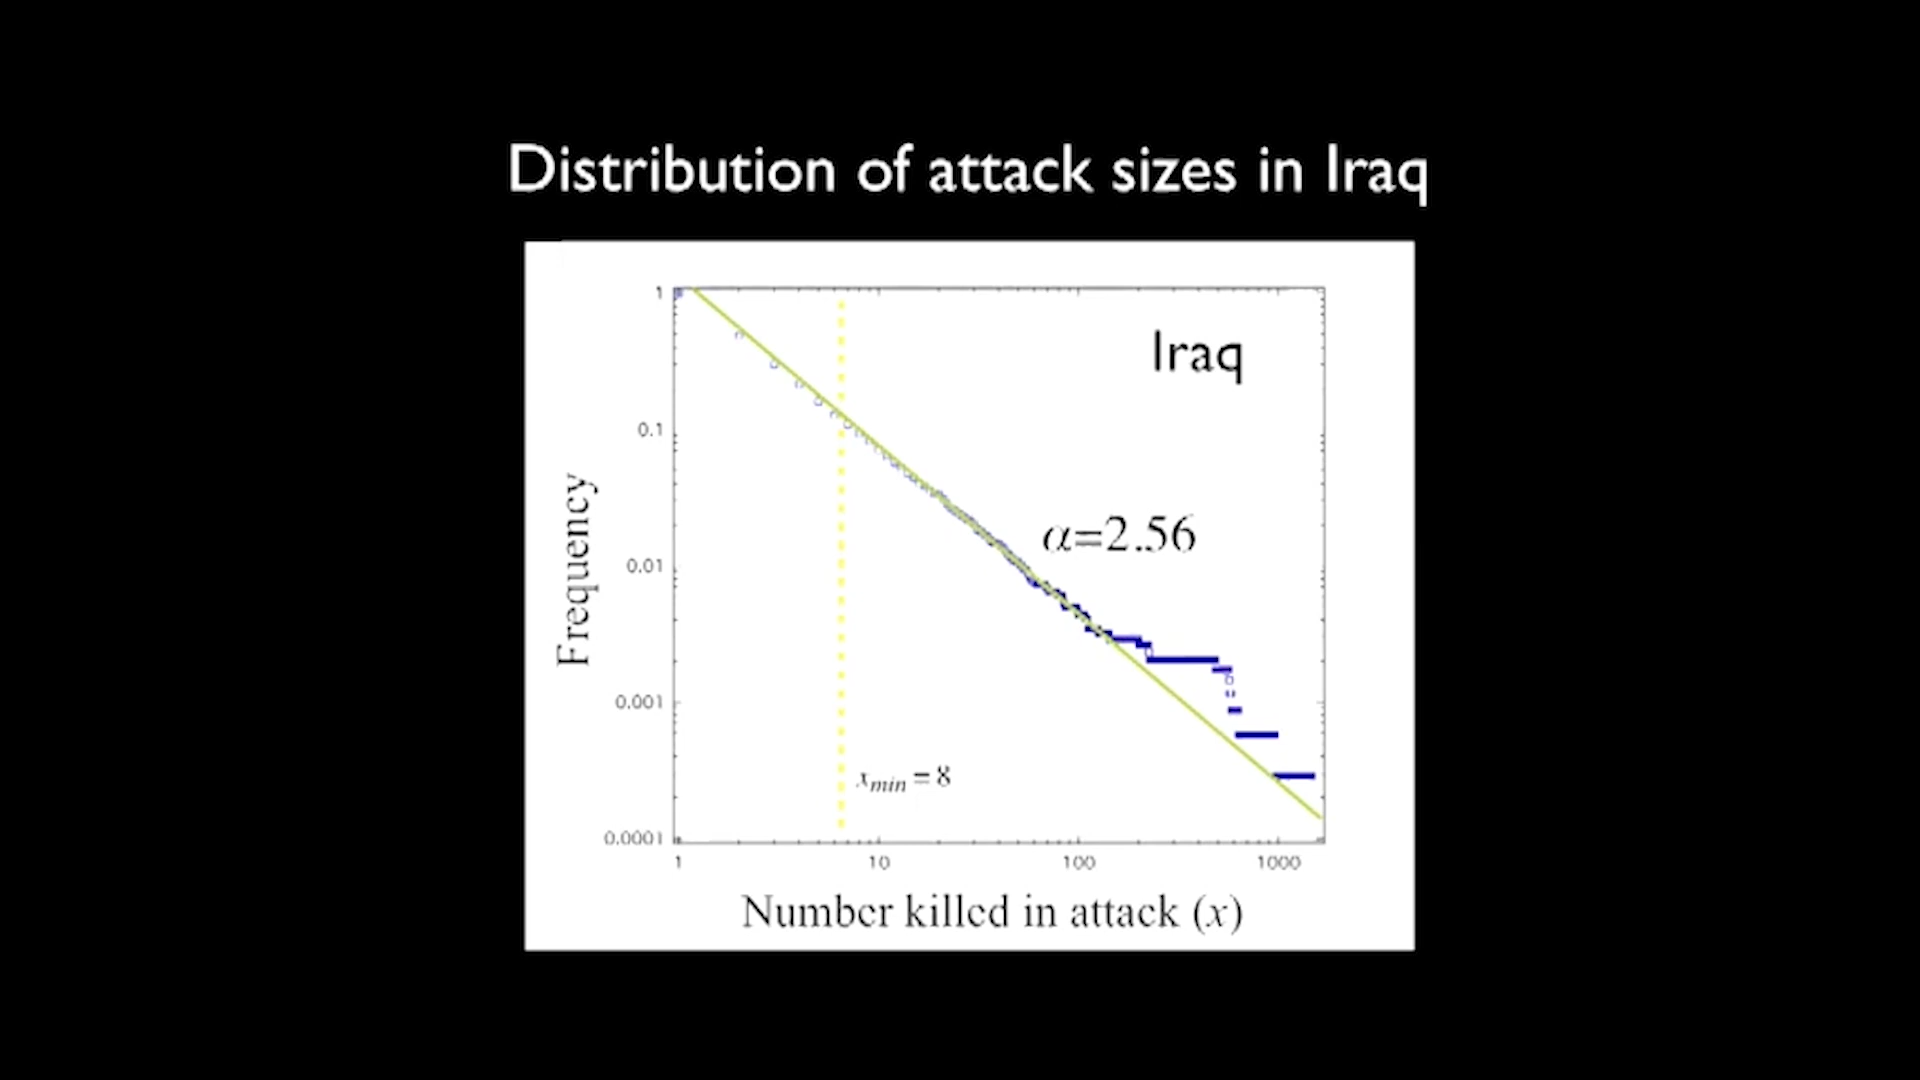 Distribution of attack sizes in Iraq
1
Iraq
0.1
Frequency
α=2.56
0.01
0.001
xmin = 8
0.0001
1 10 100 1000
Number killed in attack (x)